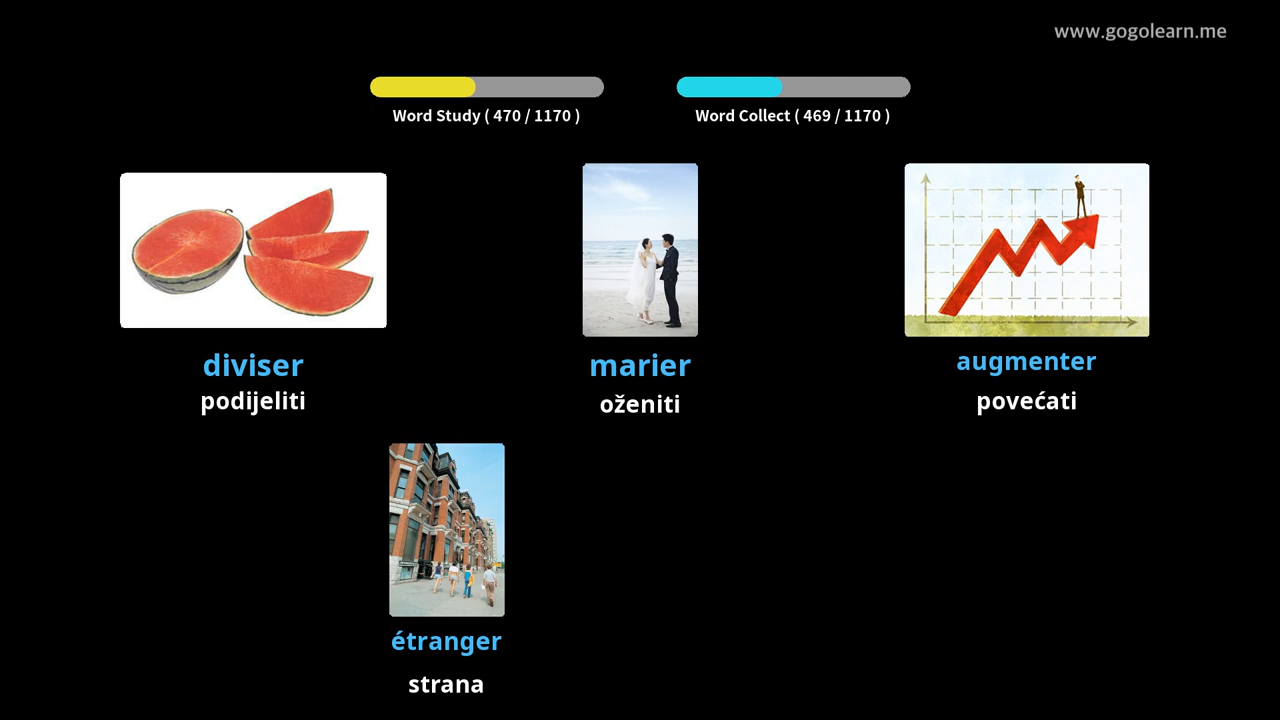 www.gogolearn.me
Word Study ( 470 / 1170 )
Word Collect ( 469 / 1170 )
diviser
marier
augmenter
podijeliti
oženiti
povećati
étranger
strana